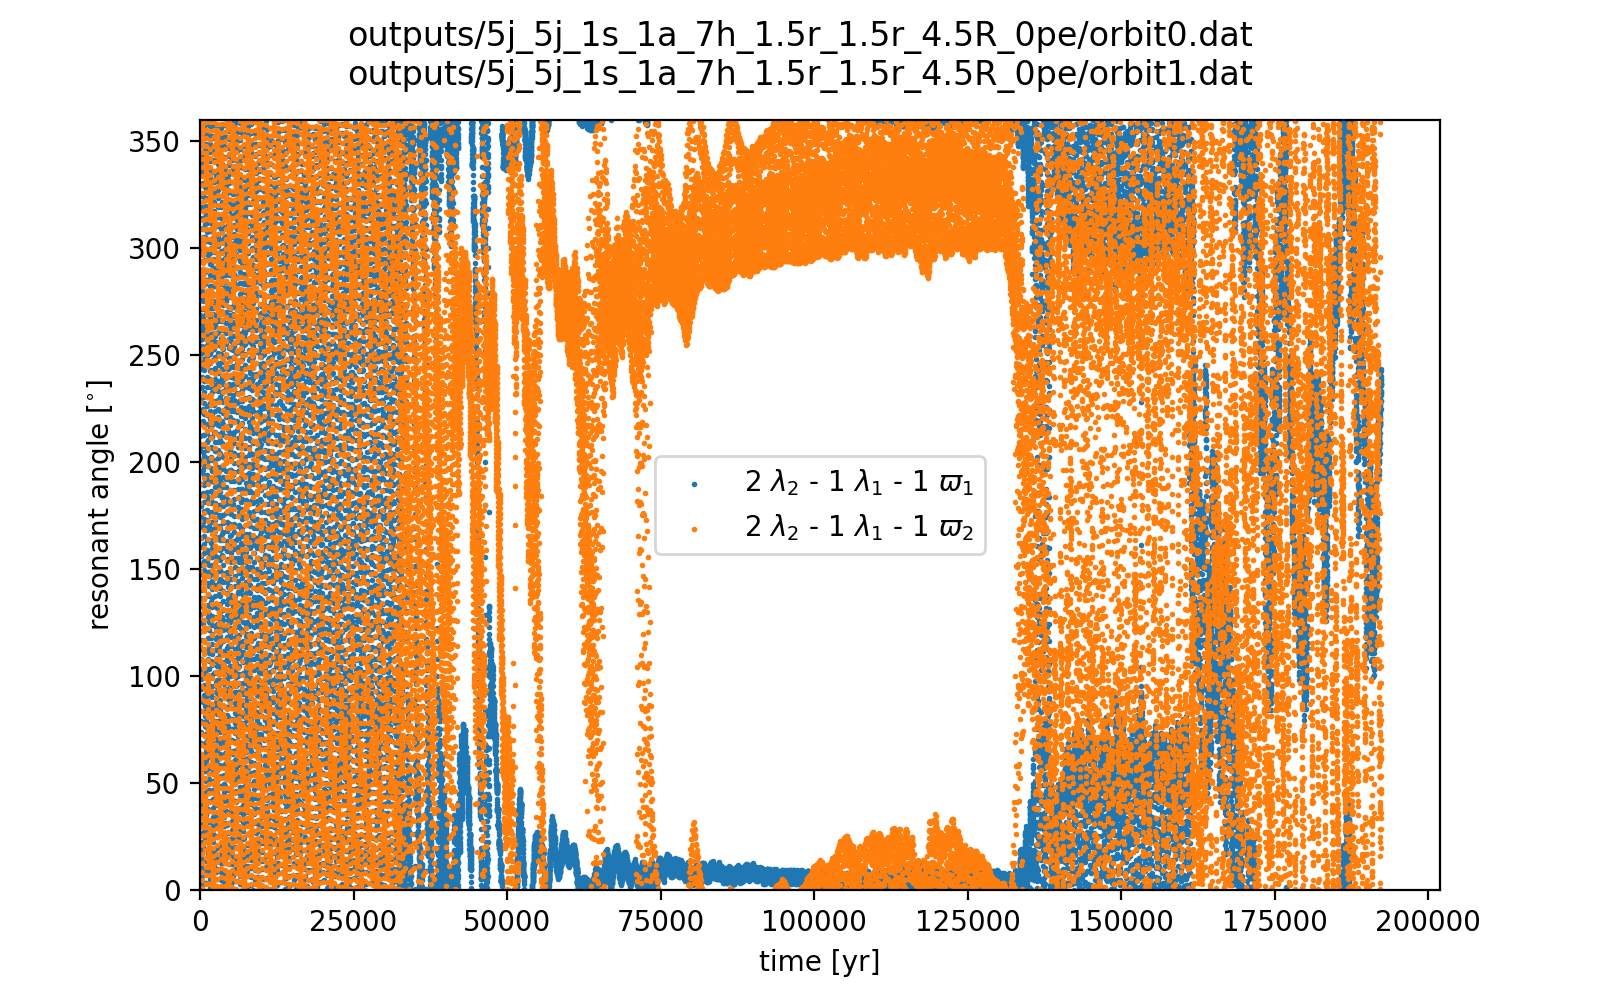 outputs/5j_5j_1s_1a_7h_1.5r_1.5r_4.5R_0pe/orbit0.dat
outputs/5j_5j_1s_1a_7h_1.5r_1.5r_4.5R_0pe/orbit1.dat
350
300
250
200
150
100
50
0
resonant angle [°]
2 λ₂ - 1 λ₁ - 1 ϖ₁
2 λ₂ - 1 λ₁ - 1 ϖ₂
0 25000 50000 75000 100000 125000 150000 175000 200000
time [yr]